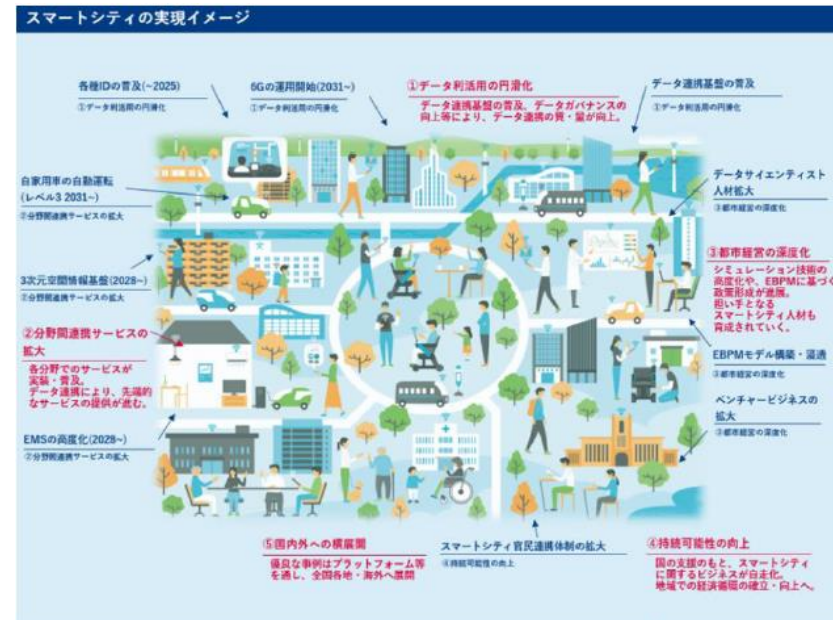 スマートシティの実現イメージ
各種IDの普及(~2025)
①データ利活用の円滑化
6Gの運用開始(2031~)
①データ利活用の円滑化
①データ利活用の円滑化
データ連携基盤の普及、データガバナンスの
向上等により、データ連携の質・量が向上。
データ連携基盤の普及
①データ利活用の円滑化
自家用車の自動運転
(レベル3 2031~)
②分野間連携サービスの拡大
データサイエンティスト
人材拡大
③都市経営の深度化
3次元空間情報基盤(2028~)
②分野間連携サービスの拡大
③都市経営の深度化
シミュレーション技術の
高度化や、EBPMに基づく
政策形成が進展。
担い手となる
スマートシティ人材も
育成されていく。
②分野間連携サービスの
拡大
各分野でのサービスが
実装・普及。
データ連携により、先端的
なサービスの提供が進む。
EBPMモデル構築・浸透
③都市経営の深度化
ベンチャービジネスの
拡大
③都市経営の深度化
EMSの高度化(2028~)
②分野間連携サービスの拡大
⑤国内外への横展開
優良な事例はプラットフォーム等
を通し、全国各地・海外へ展開
スマートシティ官民連携体制の拡大
④持続可能性の向上
④持続可能性の向上
国の支援のもと、スマートシティ
に関するビジネスが自走化。
地域での経済循環の確立・向上へ。